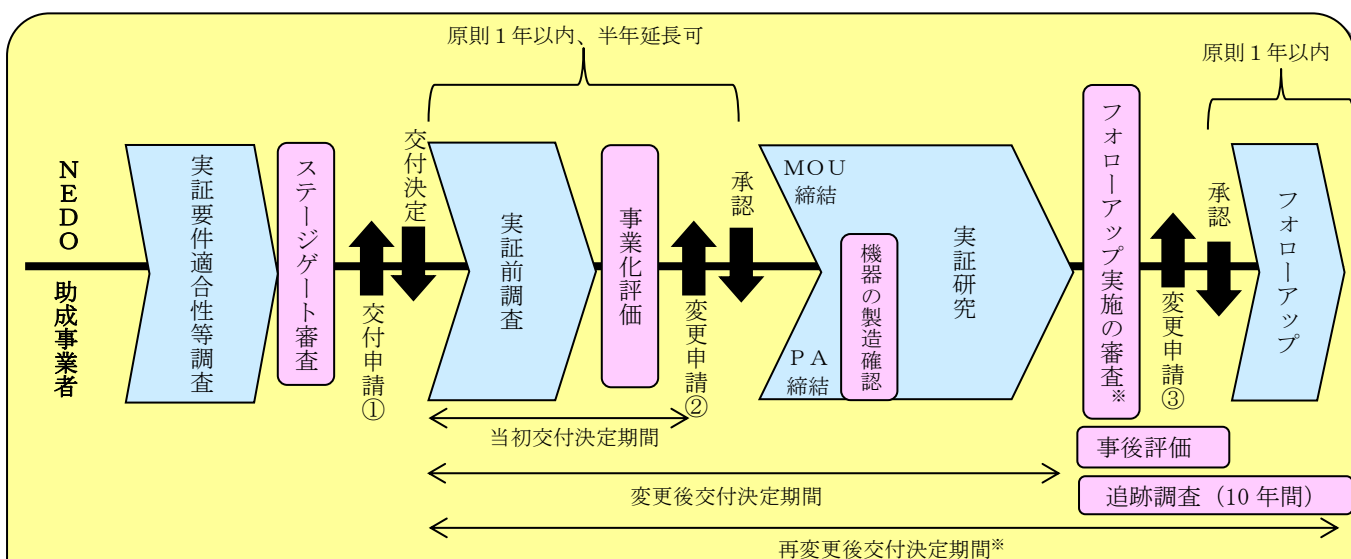 原則１年以内、半年延長可
原則１年以内
NEDO
助成事業者
実証要件適合性等調査
ステージゲート審査
交付申請①
交付決定
実証前調査
事業化評価
変更申請②
承認
ＭＯＵ
締結
ＰＡ
締結
機器の製造確認
実証研究
フォローアップ実施の審査※
変更申請③
承認
フォローアップ
当初交付決定期間
事後評価
変更後交付決定期間
追跡調査（10 年間）
再変更後交付決定期間※